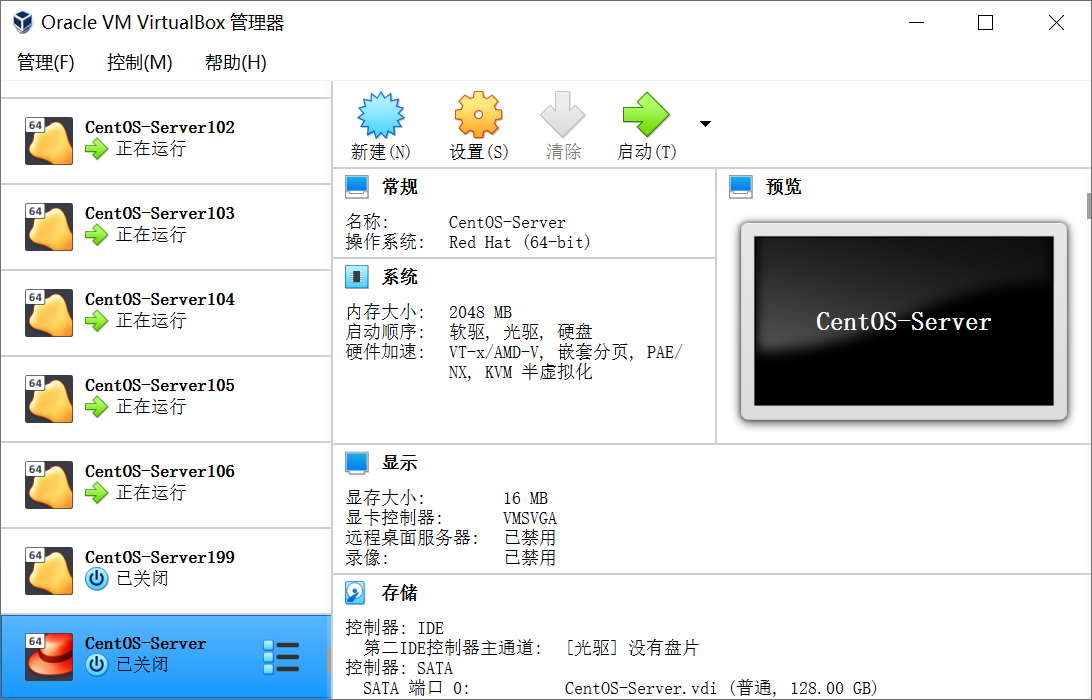 Oracle VM VirtualBox 管理器
管理(F) 控制(M) 帮助(H)
64 CentOS-Server102
正在运行
64 CentOS-Server103
正在运行
64 CentOS-Server104
正在运行
64 CentOS-Server105
正在运行
64 CentOS-Server106
正在运行
64 CentOS-Server199
已关闭
64 CentOS-Server
已关闭
新建(N) 设置(S) 清除 启动(T)
常规
名称: CentOS-Server
操作系统: Red Hat (64-bit)
系统
内存大小: 2048 MB
启动顺序: 软驱, 光驱, 硬盘
硬件加速: VT-x/AMD-V, 嵌套分页, PAE/
NX, KVM 半虚拟化
预览
CentOS-Server
显示
显存大小: 16 MB
显卡控制器: VMSVGA
远程桌面服务器: 已禁用
录像: 已禁用
存储
控制器: IDE
第二IDE控制器主通道: [光驱] 没有盘片
控制器: SATA
SATA 端口 0: CentOS-Server.vdi (普通, 128.00 GB)